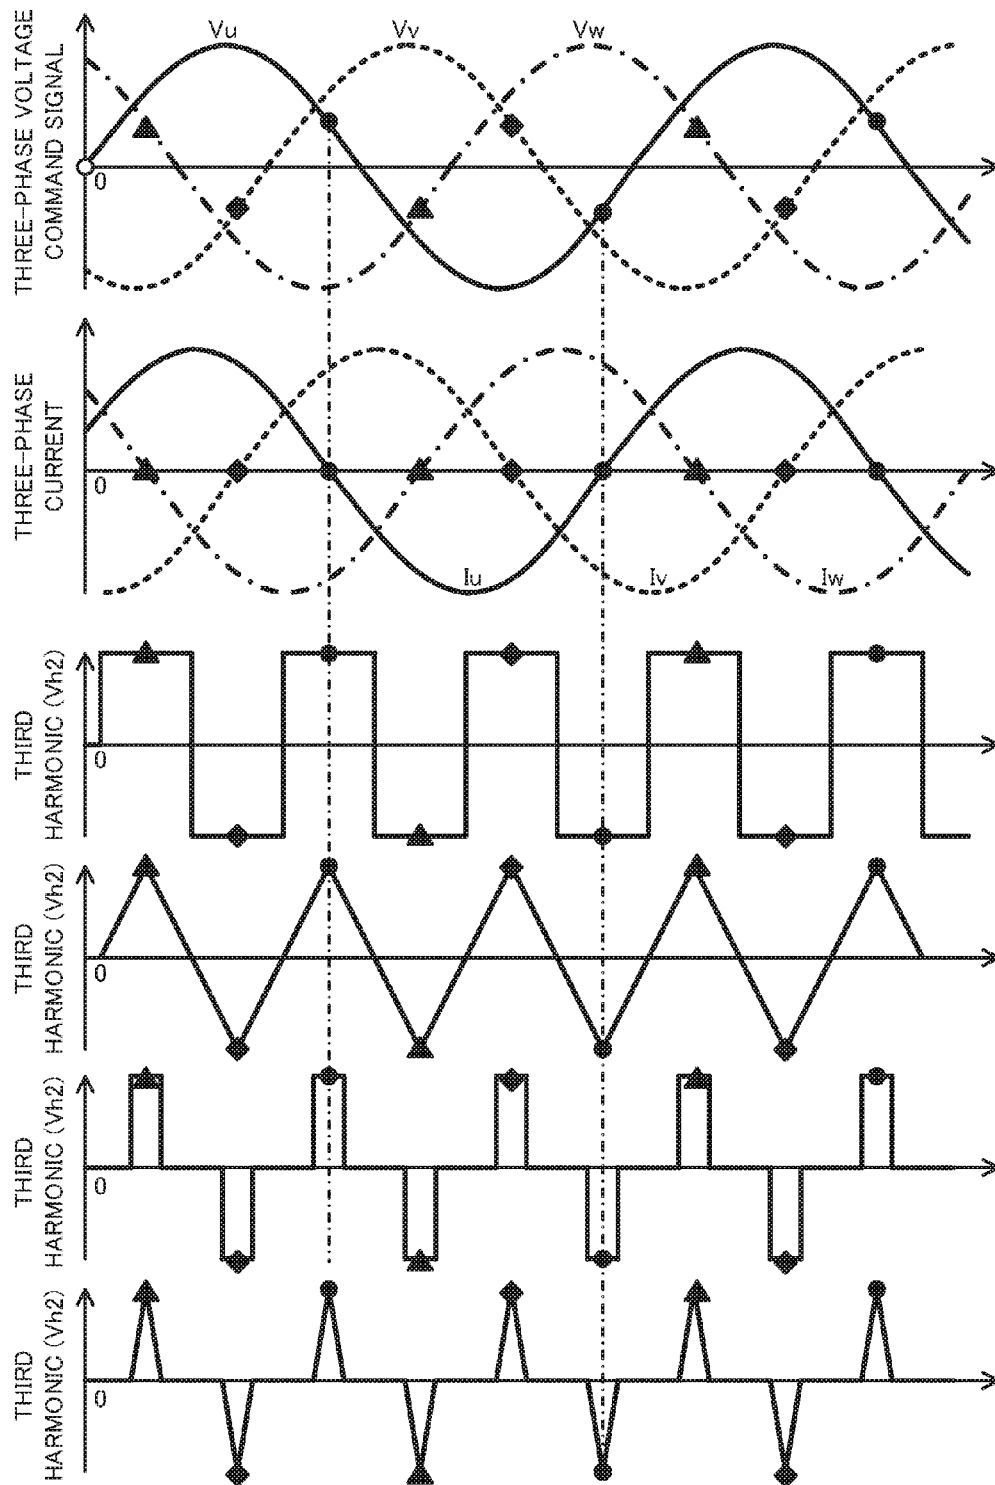 THREE-PHASE VOLTAGE
COMMAND SIGNAL
Vu
Vv
Vw
0
THREE-PHASE
CURRENT
0
Iu
Iv
Iw
THIRD
HARMONIC (Vh2)
0
THIRD
HARMONIC (Vh2)
0
THIRD
HARMONIC (Vh2)
0
THIRD
HARMONIC (Vh2)
0